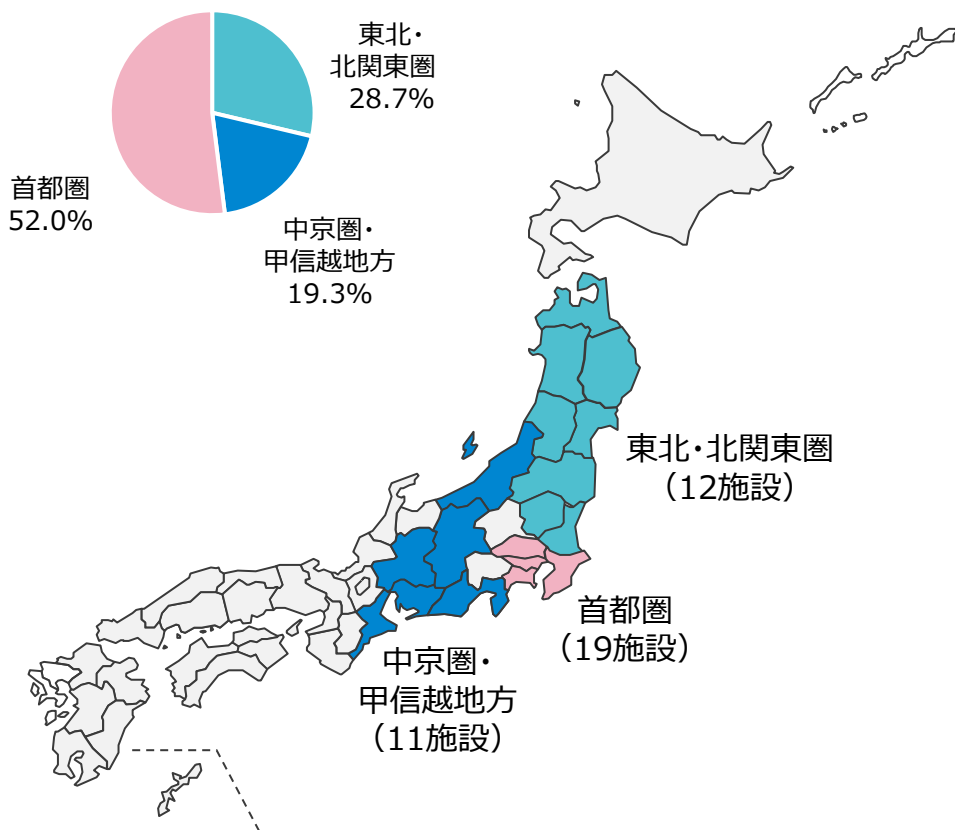 東北・
北関東圏
28.7%
首都圏
52.0%
中京圏・
甲信越地方
19.3%
東北・北関東圏
（12施設）
首都圏
（19施設）
中京圏・
甲信越地方
（11施設）